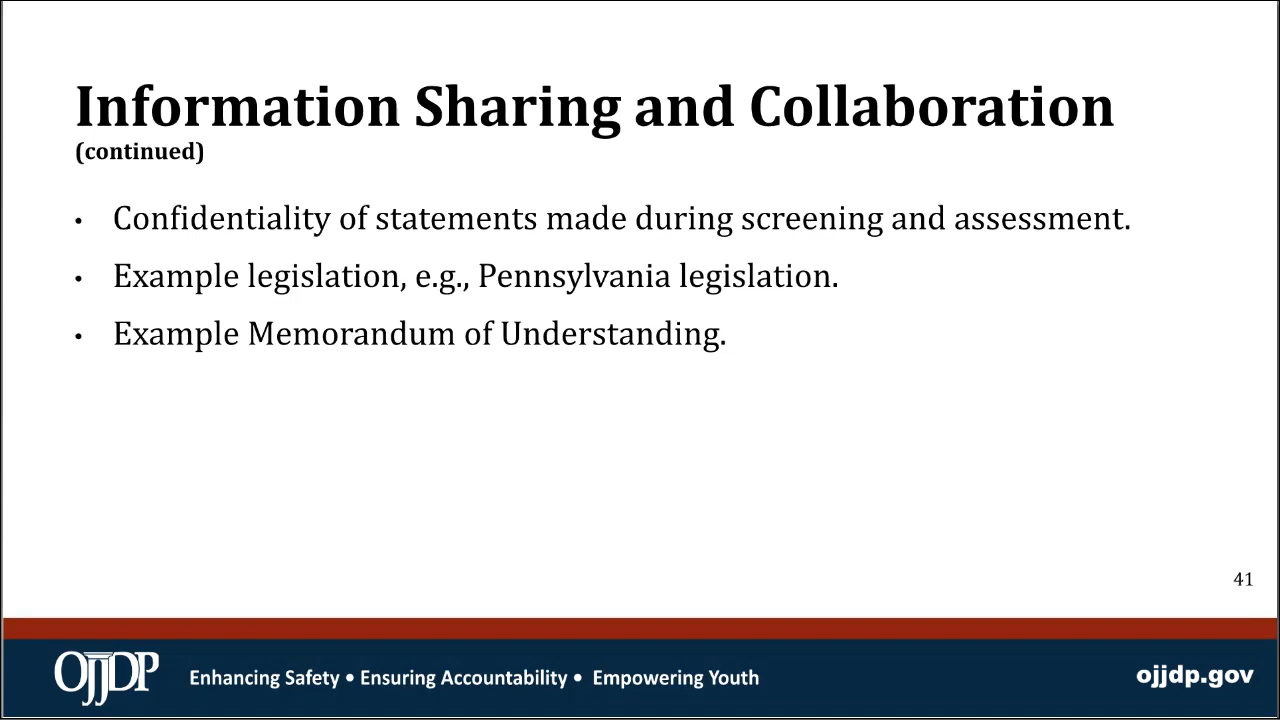 Information Sharing and Collaboration
(continued)
• Confidentiality of statements made during screening and assessment.
• Example legislation, e.g., Pennsylvania legislation.
• Example Memorandum of Understanding.
41
OJJDP
Enhancing Safety • Ensuring Accountability • Empowering Youth
ojjdp.gov